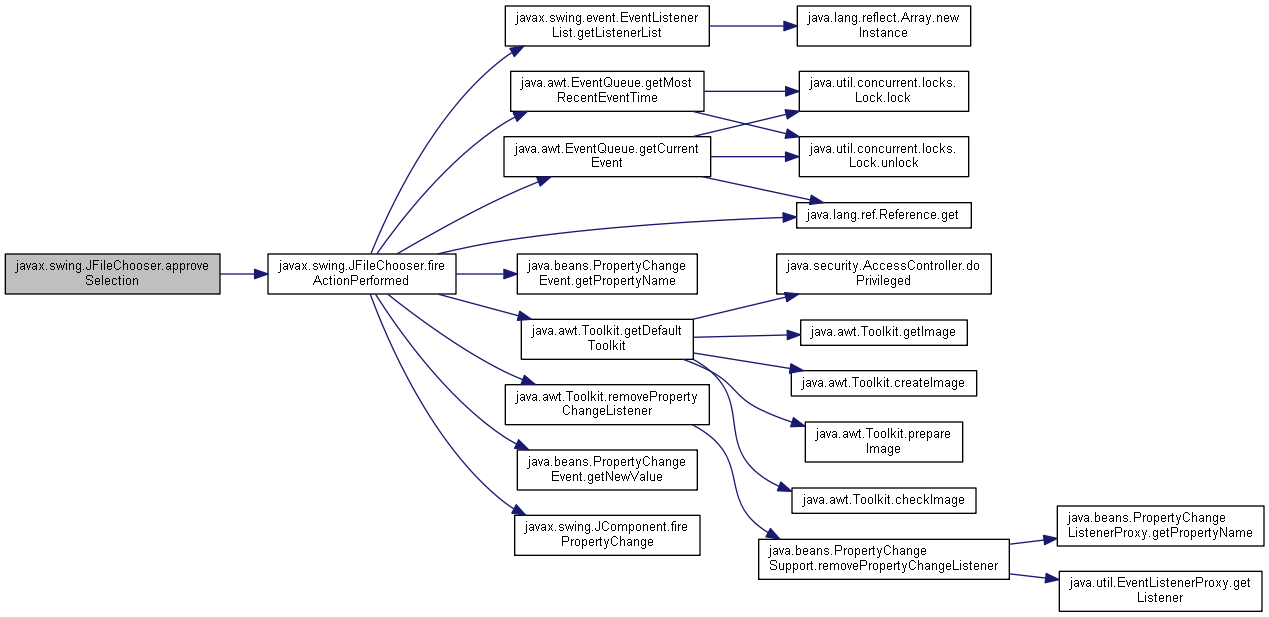 javax.swing.JFileChooser.approve
Selection
javax.swing.JFileChooser.fire
ActionPerformed
javax.swing.event.EventListener
List.getListenerList
java.awt.EventQueue.getMost
RecentEventTime
java.awt.EventQueue.getCurrent
Event
java.beans.PropertyChange
Event.getPropertyName
java.awt.Toolkit.getDefault
Toolkit
java.awt.Toolkit.removeProperty
ChangeListener
java.beans.PropertyChange
Event.getNewValue
javax.swing.JComponent.fire
PropertyChange
java.lang.reflect.Array.new
Instance
java.util.concurrent.locks.
Lock.lock
java.util.concurrent.locks.
Lock.unlock
java.lang.ref.Reference.get
java.security.AccessController.do
Privileged
java.awt.Toolkit.getImage
java.awt.Toolkit.createImage
java.awt.Toolkit.prepare
Image
java.awt.Toolkit.checkImage
java.beans.PropertyChange
Support.removePropertyChangeListener
java.beans.PropertyChange
ListenerProxy.getPropertyName
java.util.EventListenerProxy.get
Listener